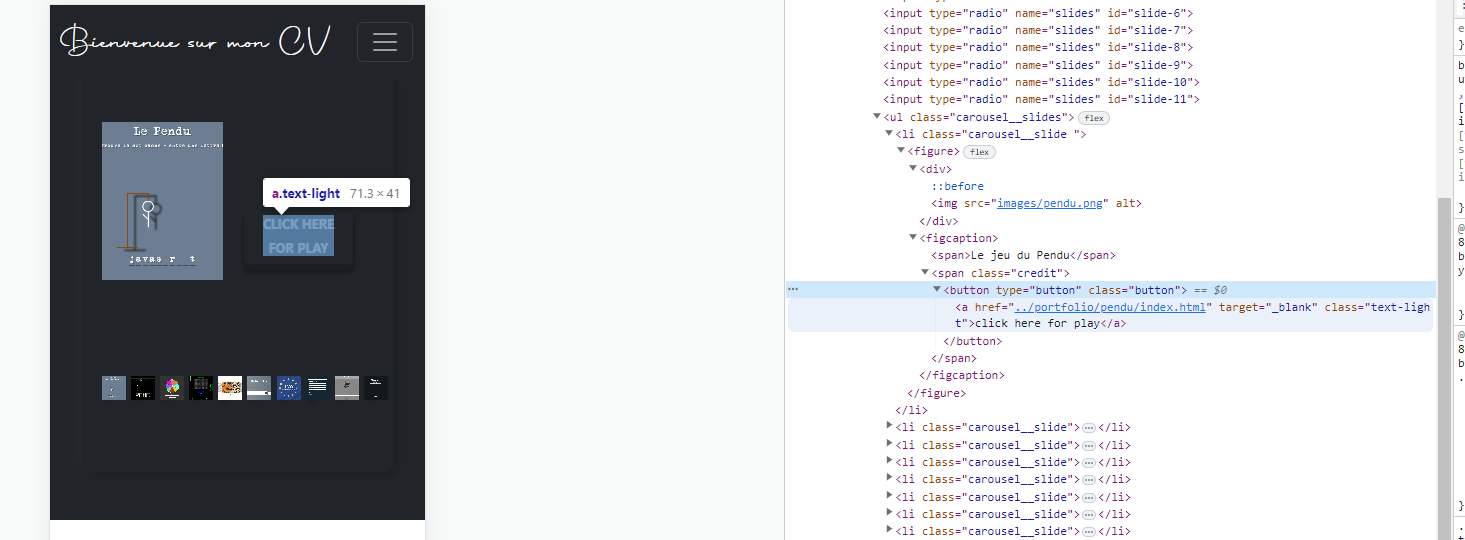 Bienvenue sur mon CV
Le Pendu
javas r t
a.text-light 71.3 × 41
CLICK HERE
FOR PLAY
<input type="radio" name="slides" id="slide-6">
<input type="radio" name="slides" id="slide-7">
<input type="radio" name="slides" id="slide-8">
<input type="radio" name="slides" id="slide-9">
<input type="radio" name="slides" id="slide-10">
<input type="radio" name="slides" id="slide-11">
<ul class="carousel__slides"> flex
<li class="carousel__slide ">
<figure> flex
<div>
::before
<img src="images/pendu.png" alt>
</div>
<figcaption>
<span>Le jeu du Pendu</span>
<span class="credit">
<button type="button" class="button"> == $0
<a href="../portfolio/pendu/index.html" target="_blank" class="text-ligh
t">click here for play</a>
</button>
</span>
</figcaption>
</figure>
</li>
<li class="carousel__slide">…</li>
<li class="carousel__slide">…</li>
<li class="carousel__slide">…</li>
<li class="carousel__slide">…</li>
<li class="carousel__slide">…</li>
<li class="carousel__slide">…</li>
<li class="carousel__slide">…</li>